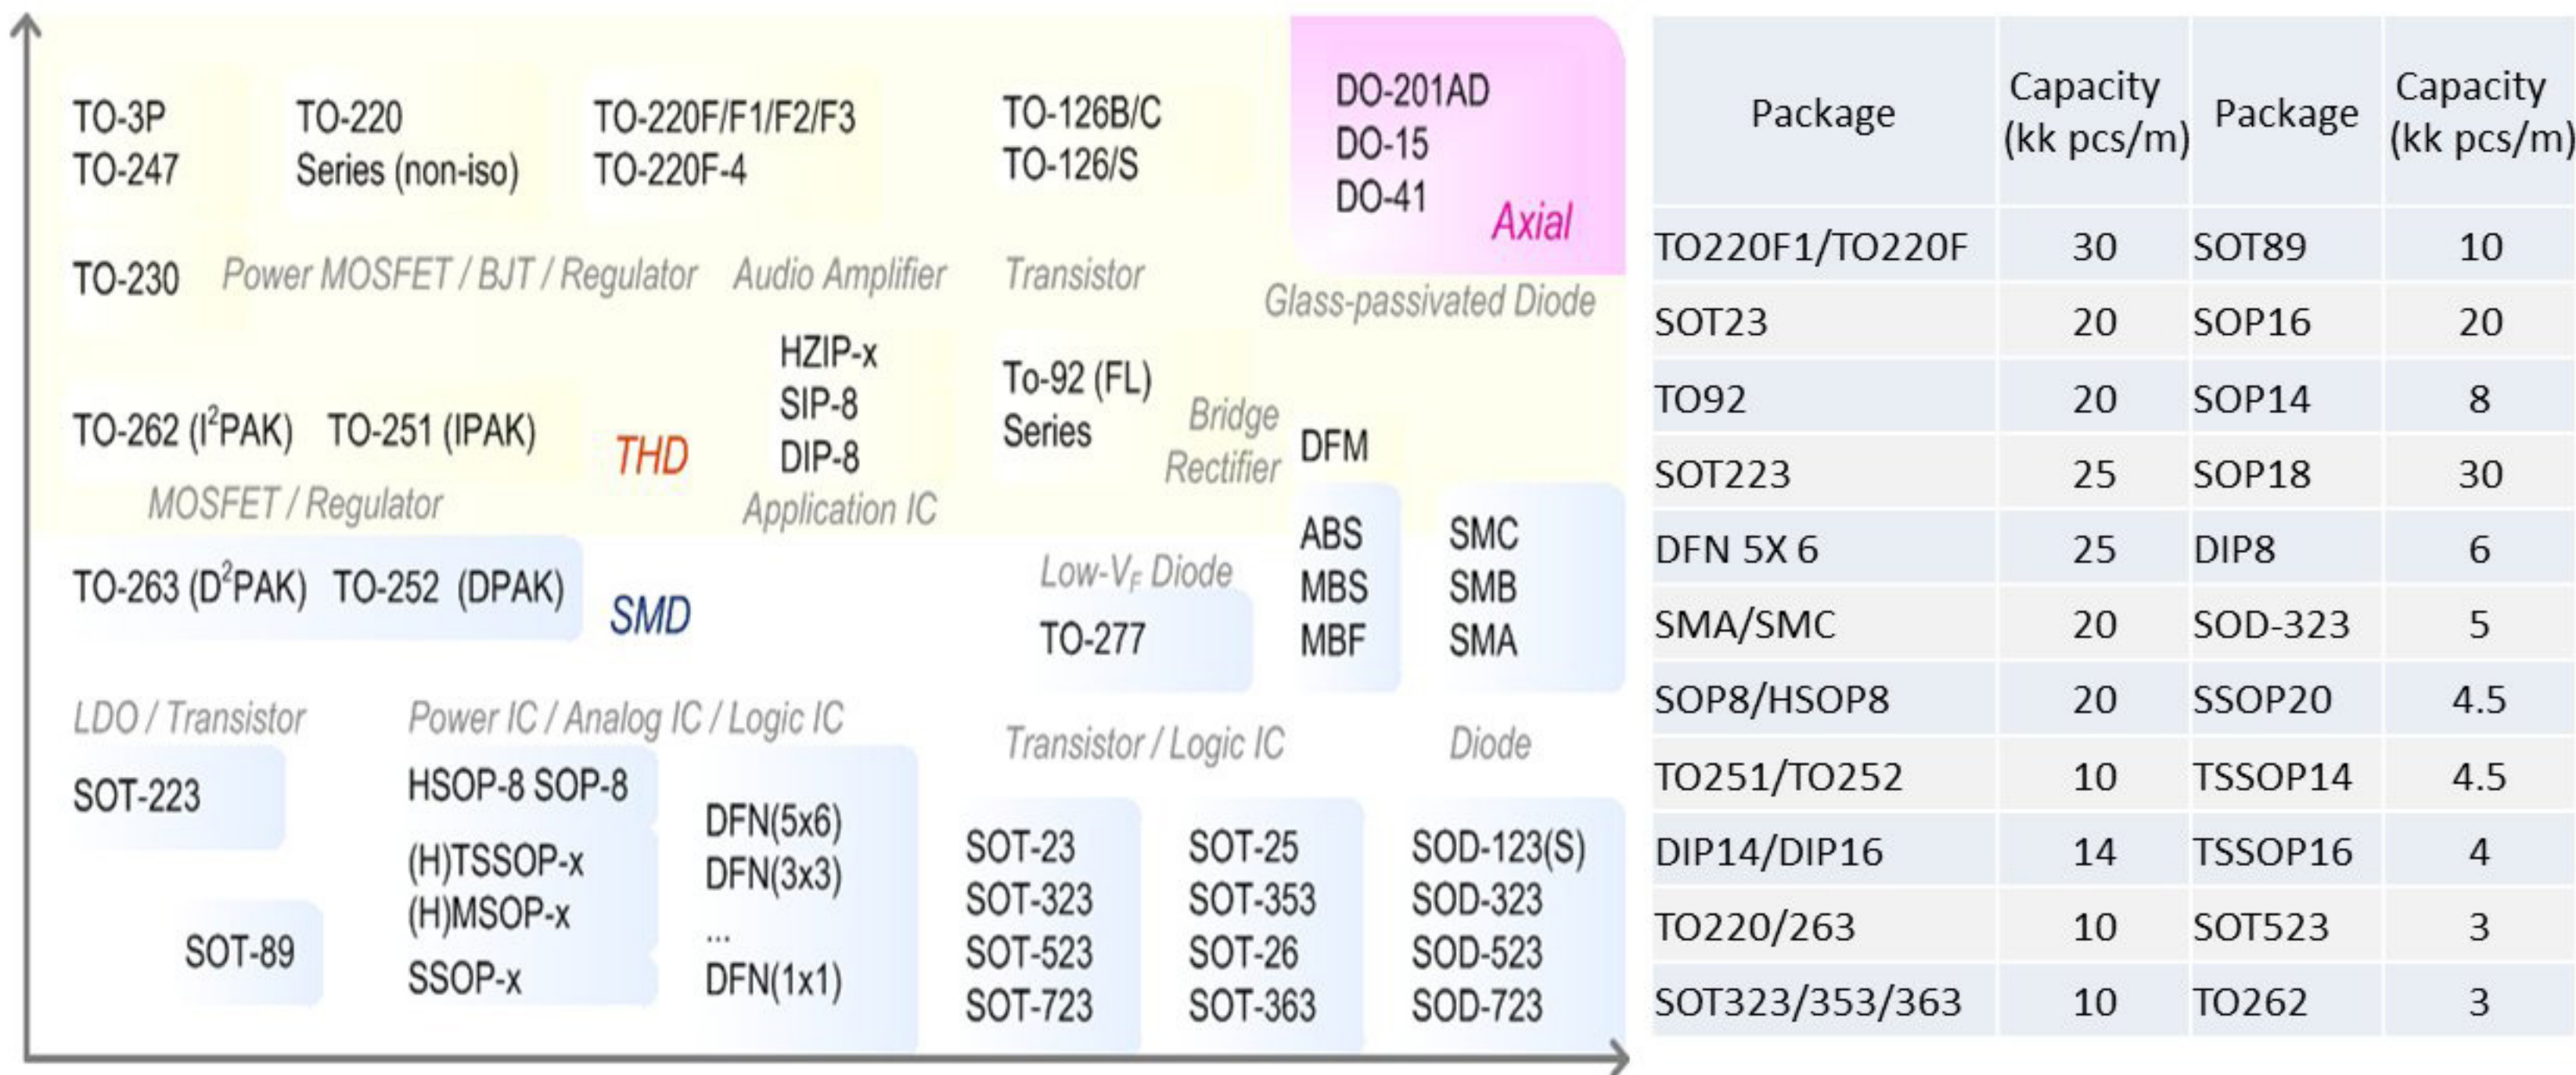 TO-3P
TO-247
TO-220
Series (non-iso)
TO-220F/F1/F2/F3
TO-220F-4
TO-126B/C
TO-126/S
DO-201AD
DO-15
DO-41
Axial
TO-230
Power MOSFET / BJT / Regulator
Audio Amplifier
Transistor
Glass-passivated Diode
TO-262 (I²PAK)
TO-251 (IPAK)
THD
HZIP-x
SIP-8
DIP-8
To-92 (FL)
Series
Bridge
Rectifier
DFM
MOSFET / Regulator
Application IC
TO-263 (D²PAK)
TO-252 (DPAK)
SMD
Low-VF Diode
TO-277
ABS
MBS
MBF
SMC
SMB
SMA
LDO / Transistor
Power IC / Analog IC / Logic IC
Transistor / Logic IC
Diode
SOT-223
SOT-89
HSOP-8 SOP-8
(H)TSSOP-x
(H)MSOP-x
SSOP-x
DFN(5x6)
DFN(3x3)
...
DFN(1x1)
SOT-23
SOT-323
SOT-523
SOT-723
SOT-25
SOT-353
SOT-26
SOT-363
SOD-123(S)
SOD-323
SOD-523
SOD-723
Package Capacity (kk pcs/m) Package Capacity (kk pcs/m)
TO220F1/TO220F 30 SOT89 10
SOT23 20 SOP16 20
TO92 20 SOP14 8
SOT223 25 SOP18 30
DFN 5X 6 25 DIP8 6
SMA/SMC 20 SOD-323 5
SOP8/HSOP8 20 SSOP20 4.5
TO251/TO252 10 TSSOP14 4.5
DIP14/DIP16 14 TSSOP16 4
TO220/263 10 SOT523 3
SOT323/353/363 10 TO262 3